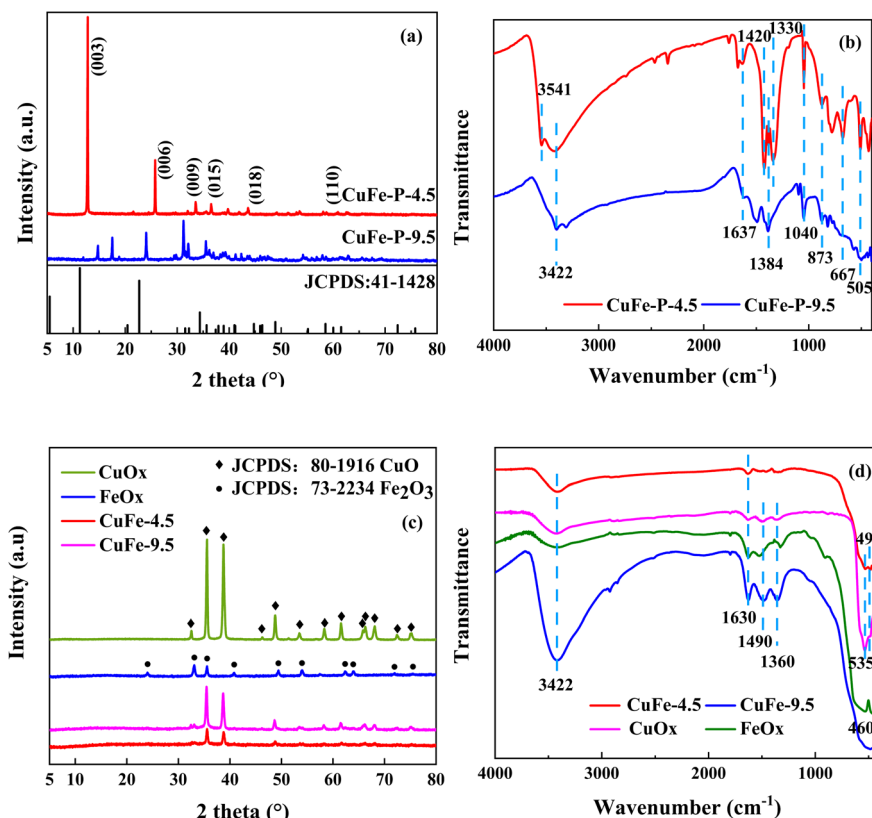 (a)
(003)
(006)
(009)
(015)
(018)
(110)
CuFe-P-4.5
CuFe-P-9.5
JCPDS:41-1428
Intensity (a.u.)
5 10 20 30 40 50 60 70 80
2 theta (°)
(b)
1420 1330
3541
1637
1384
1040
873
667
505
3422
CuFe-P-4.5 CuFe-P-9.5
Transmittance
4000 3000 2000 1000
Wavenumber (cm-1)
CuOx
FeOx
CuFe-4.5
CuFe-9.5
JCPDS: 80-1916 CuO
JCPDS: 73-2234 Fe2O3
(c)
Intensity (a.u)
5 10 20 30 40 50 60 70 80
2 theta (°)
(d)
49
1630
1490
1360
535
3422
460
CuFe-4.5 CuFe-9.5
CuOx FeOx
Transmittance
4000 3000 2000 1000
Wavenumber (cm-1)